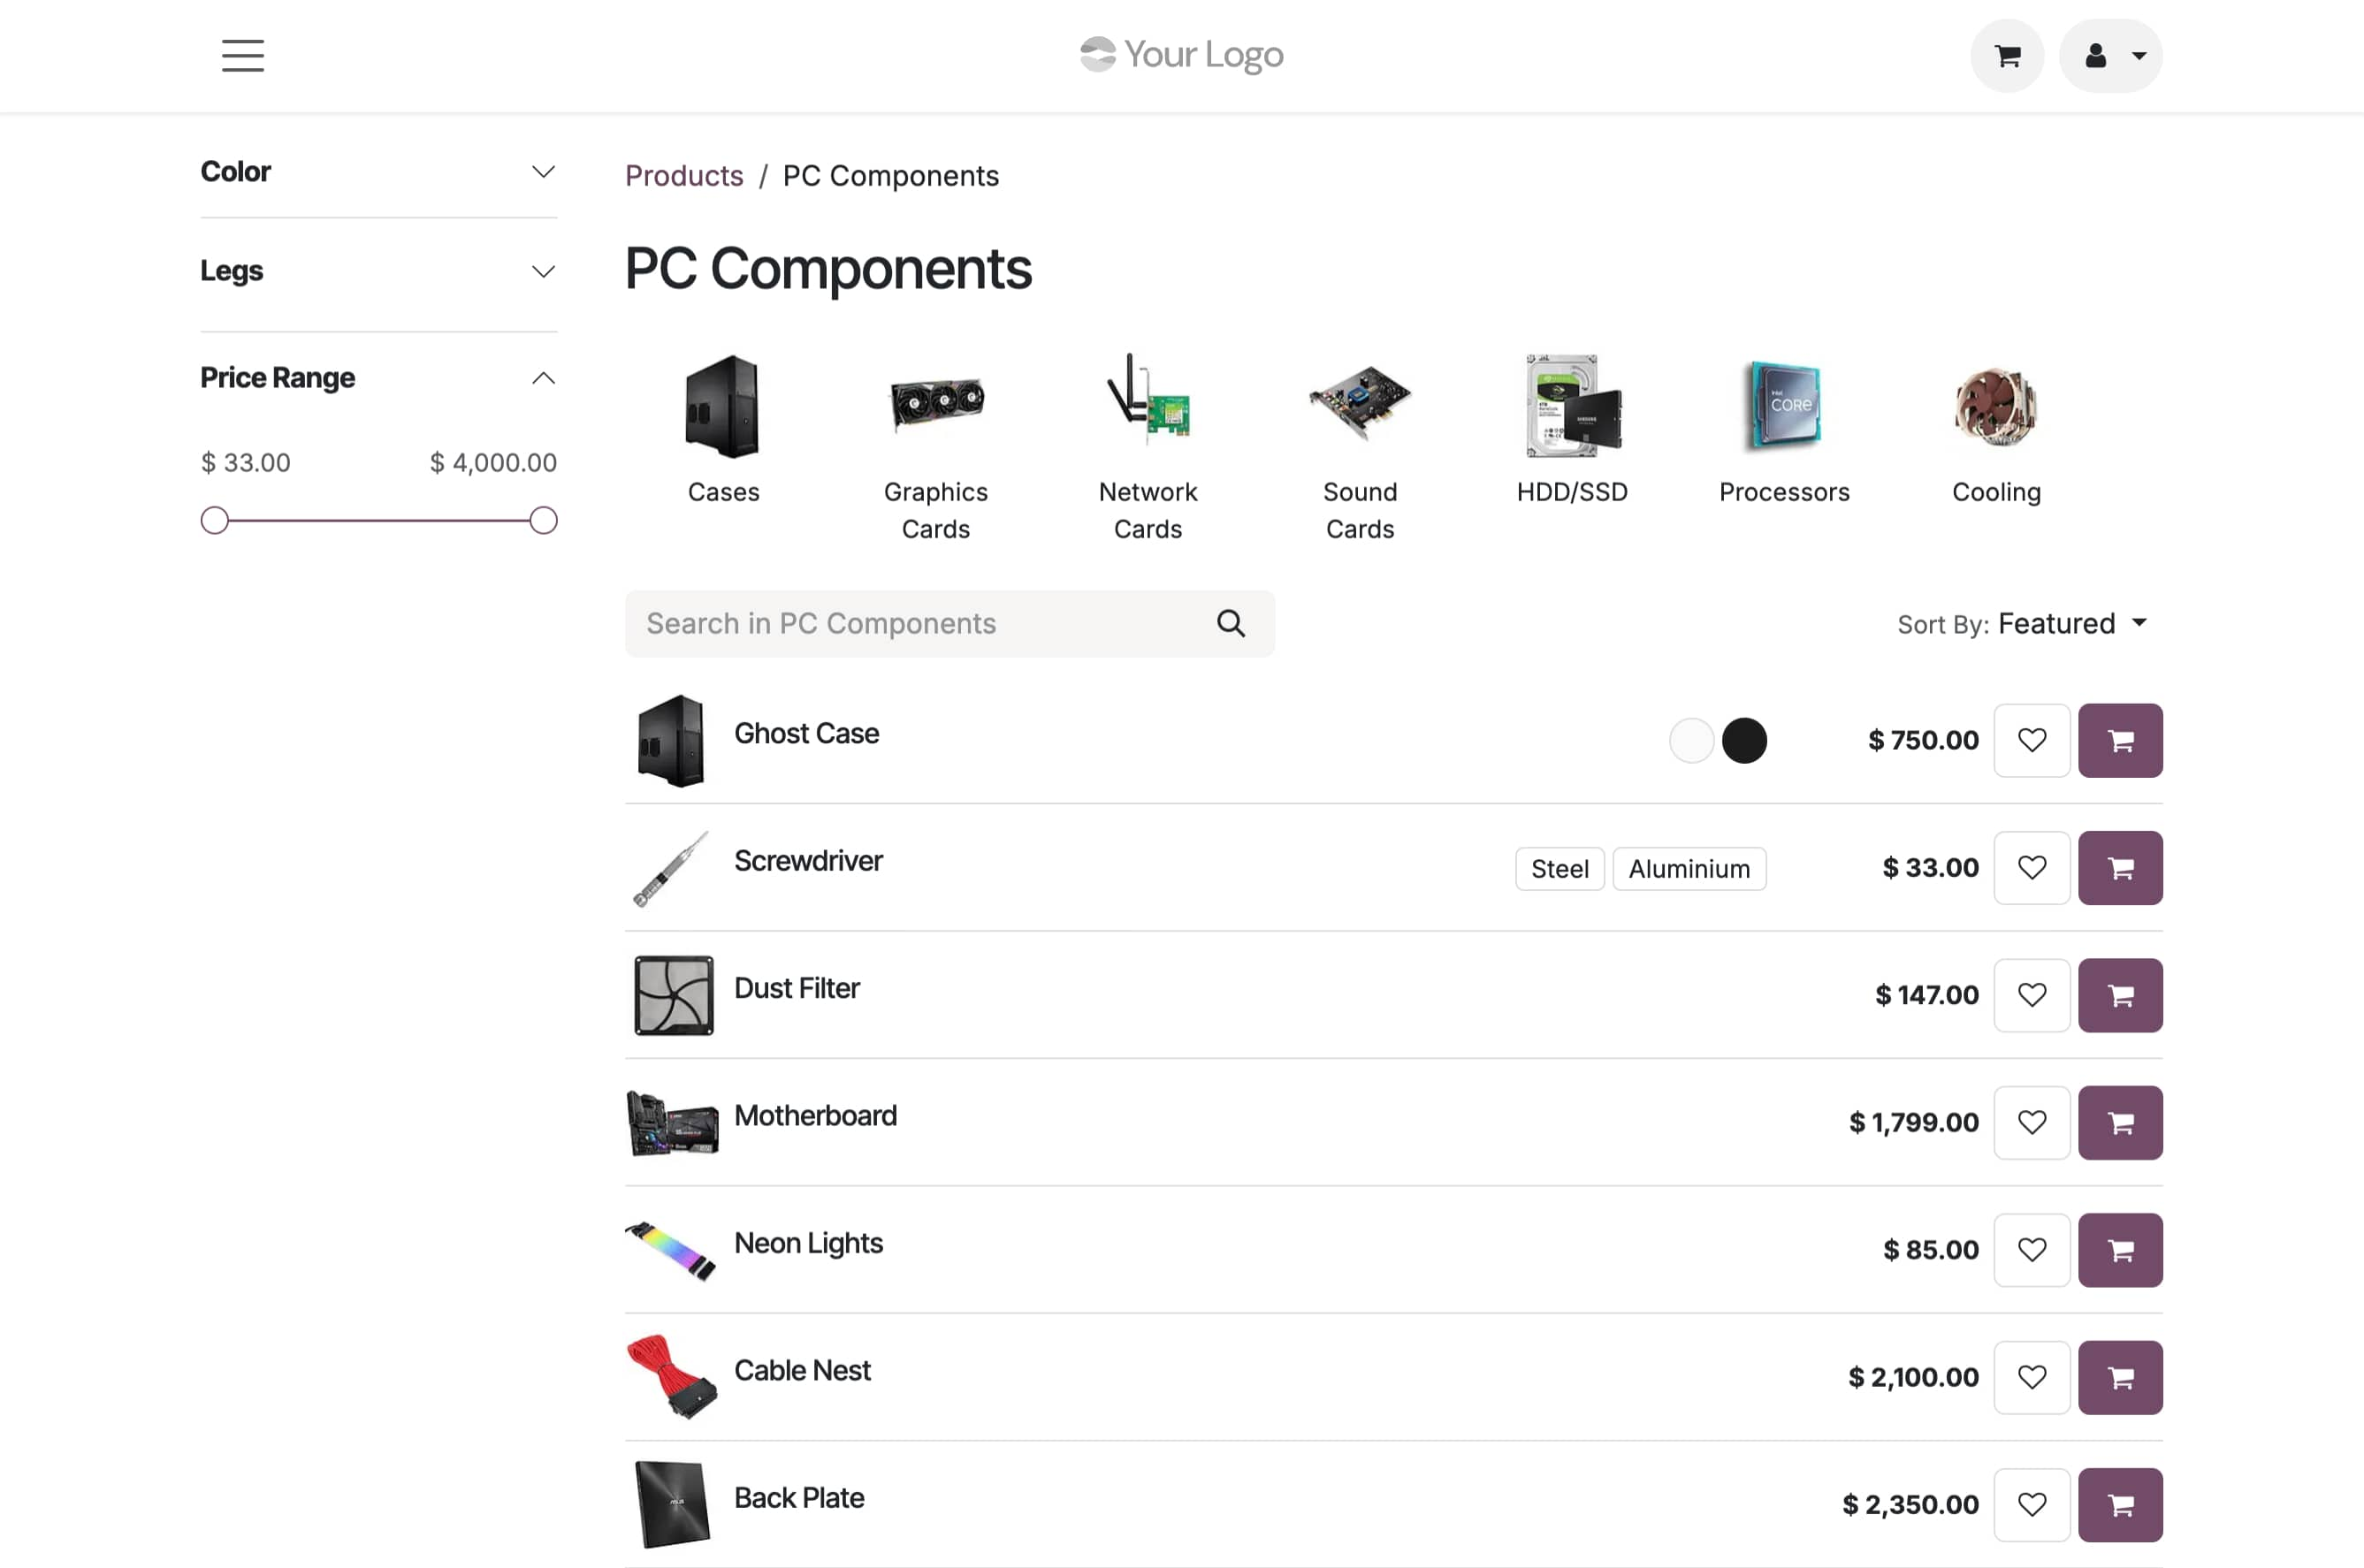 Your Logo
Color
Legs
Price Range
$ 33.00 $ 4,000.00
Products / PC Components
PC Components
Cases
Graphics
Cards
Network
Cards
Sound
Cards
HDD/SSD
Processors
Cooling
intel
CORE
Search in PC Components
Sort By: Featured
Ghost Case
$ 750.00
Screwdriver
Steel
Aluminium
$ 33.00
Dust Filter
$ 147.00
Motherboard
$ 1,799.00
Neon Lights
$ 85.00
Cable Nest
$ 2,100.00
Back Plate
$ 2,350.00